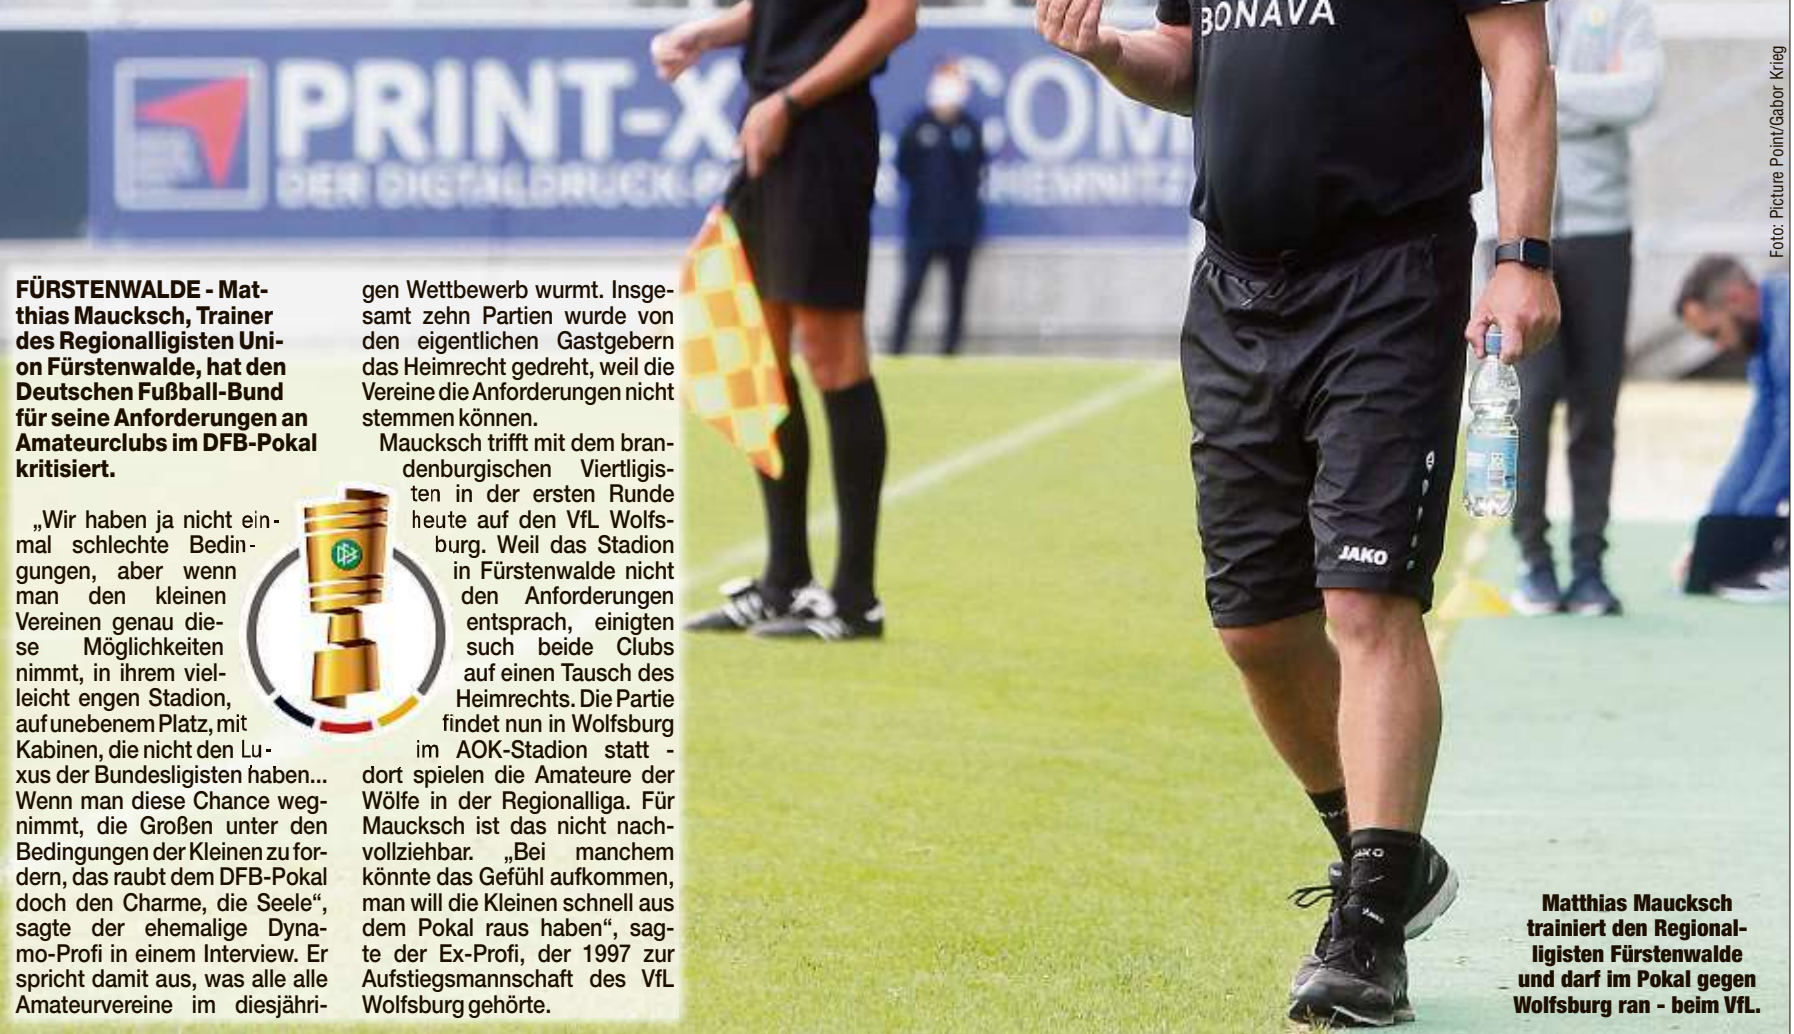 BONAVA
PRINT-X
COM
DER DIGITALDRUCK
CHEMNITZ
Foto: Picture Point/Gabor Krieg
FÜRSTENWALDE - Mat-
thias Maucksch, Trainer
des Regionalligisten Uni-
on Fürstenwalde, hat den
Deutschen Fußball-Bund
für seine Anforderungen an
Amateurclubs im DFB-Pokal
kritisiert.
„Wir haben ja nicht ein-
mal schlechte Bedin-
gungen, aber wenn
man den kleinen
Vereinen genau die-
se Möglichkeiten
nimmt, in ihrem viel-
leicht engen Stadion,
auf unebenem Platz, mit
Kabinen, die nicht den Lu-
xus der Bundesligisten haben...
Wenn man diese Chance weg-
nimmt, die Großen unter den
Bedingungen der Kleinen zu for-
dern, das raubt dem DFB-Pokal
doch den Charme, die Seele“,
sagte der ehemalige Dyna-
mo-Profi in einem Interview. Er
spricht damit aus, was alle alle
Amateurvereine im diesjähri-
gen Wettbewerb wurmt. Insge-
samt zehn Partien wurde von
den eigentlichen Gastgebern
das Heimrecht gedreht, weil die
Vereine die Anforderungen nicht
stemmen können.
Maucksch trifft mit dem bran-
denburgischen Viertligis-
ten in der ersten Runde
heute auf den VfL Wolfs-
burg. Weil das Stadion
in Fürstenwalde nicht
den Anforderungen
entsprach, einigten
such beide Clubs
auf einen Tausch des
Heimrechts. Die Partie
findet nun in Wolfsburg
im AOK-Stadion statt -
dort spielen die Amateure der
Wölfe in der Regionalliga. Für
Maucksch ist das nicht nach-
vollziehbar. „Bei manchem
könnte das Gefühl aufkommen,
man will die Kleinen schnell aus
dem Pokal raus haben“, sag-
te der Ex-Profi, der 1997 zur
Aufstiegsmannschaft des VfL
Wolfsburg gehörte.
DFB
JAKO
JAKO
Matthias Maucksch
trainiert den Regional-
ligisten Fürstenwalde
und darf im Pokal gegen
Wolfsburg ran - beim VfL.